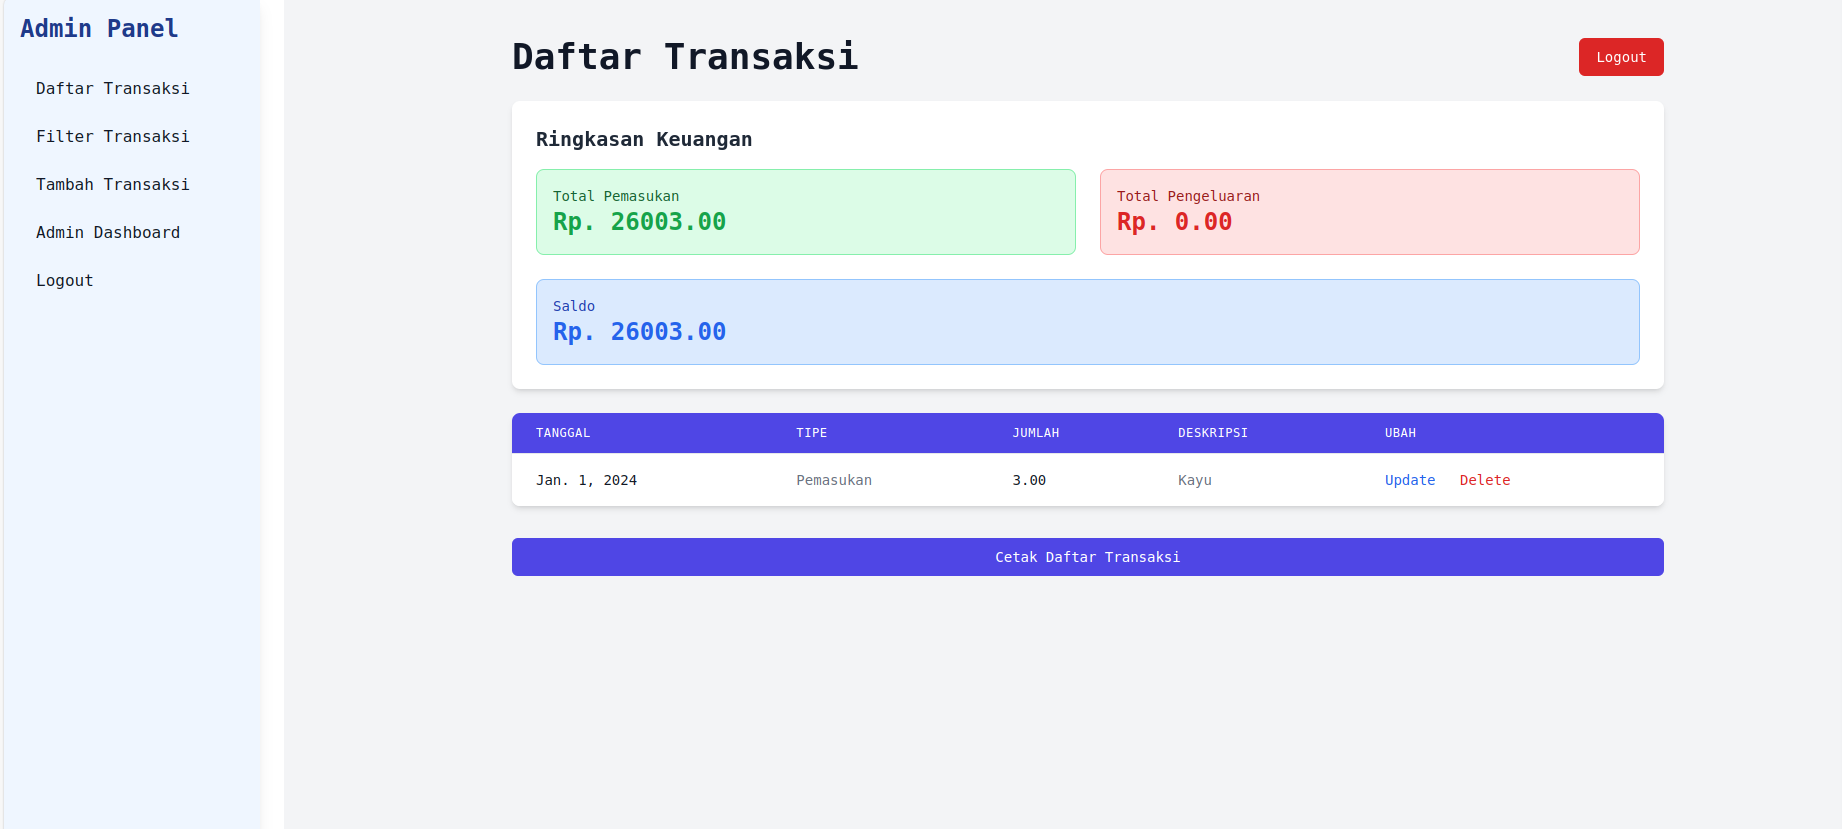 Admin Panel
Daftar Transaksi
Filter Transaksi
Tambah Transaksi
Admin Dashboard
Logout
Daftar Transaksi
Logout
Ringkasan Keuangan
Total Pemasukan
Rp. 26003.00
Total Pengeluaran
Rp. 0.00
Saldo
Rp. 26003.00
TANGGAL TIPE JUMLAH DESKRIPSI UBAH
Jan. 1, 2024 Pemasukan 3.00 Kayu Update Delete
Cetak Daftar Transaksi